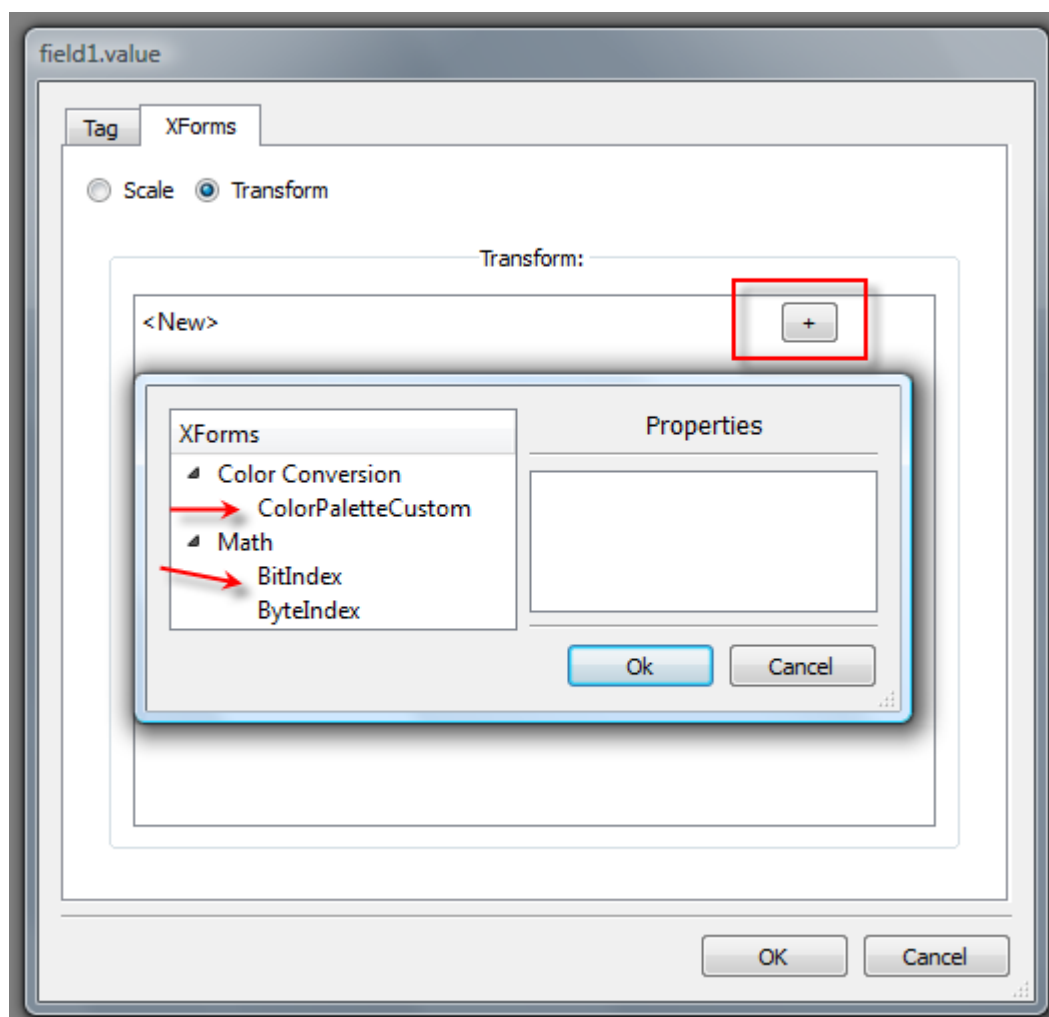 field1.value
Tag XForms
Scale Transform
Transform:
<New> +
XForms
Properties
Color Conversion
ColorPaletteCustom
Math
BitIndex
ByteIndex
Ok Cancel
OK Cancel